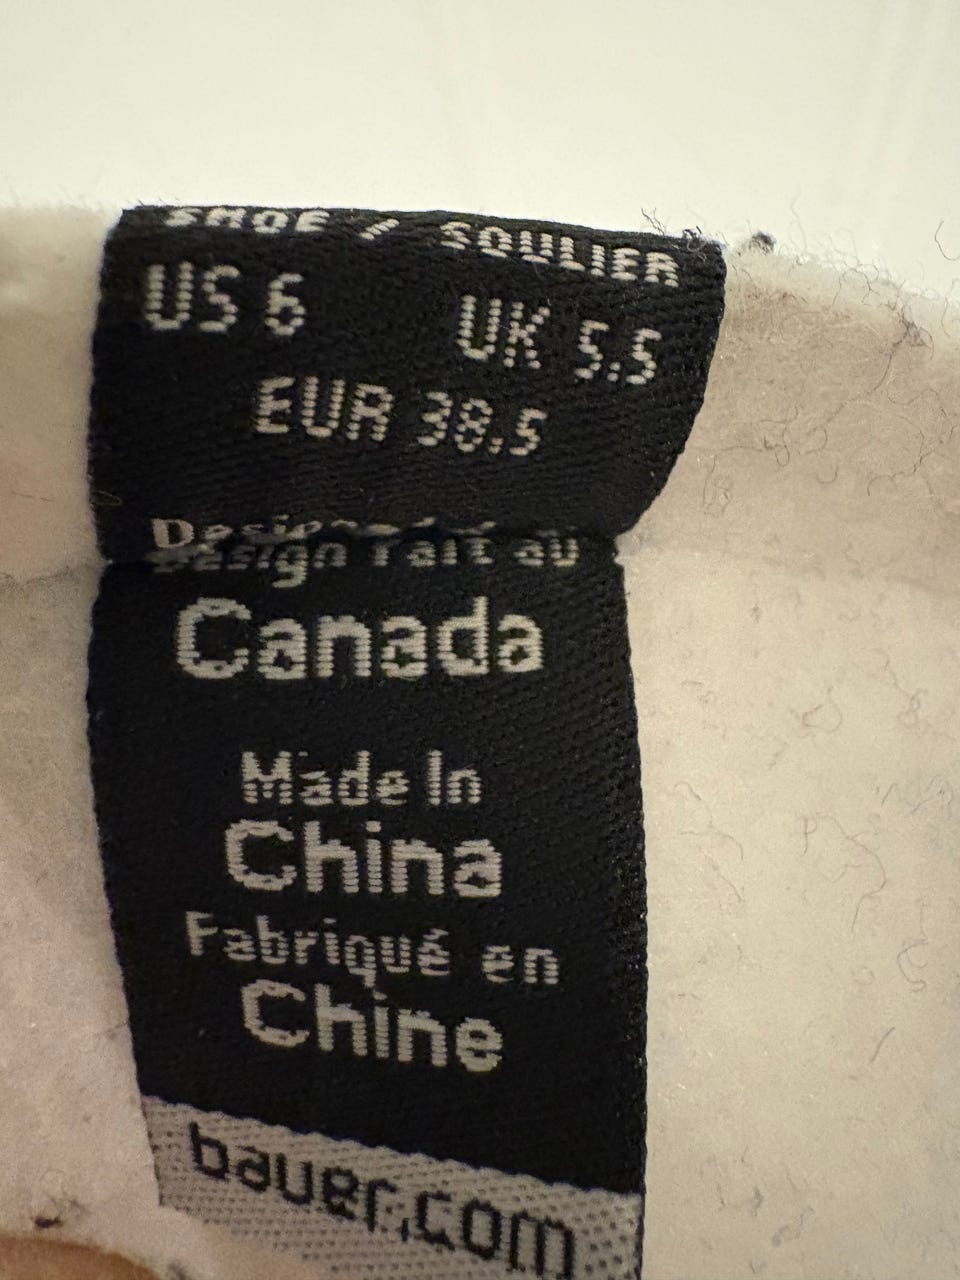 SHOE / SOULIER
US 6 UK 5.5
EUR 38.5
Design fait au
Canada
Made In
China
Fabriqué en
Chine
bauer.com